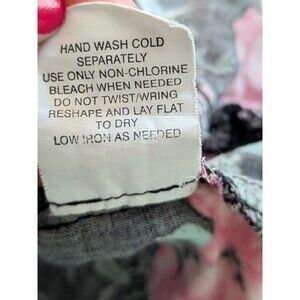 HAND WASH COLD
SEPARATELY
USE ONLY NON-CHLORINE
BLEACH WHEN NEEDED
DO NOT TWIST/WRING
RESHAPE AND LAY FLAT
TO DRY
LOW IRON AS NEEDED